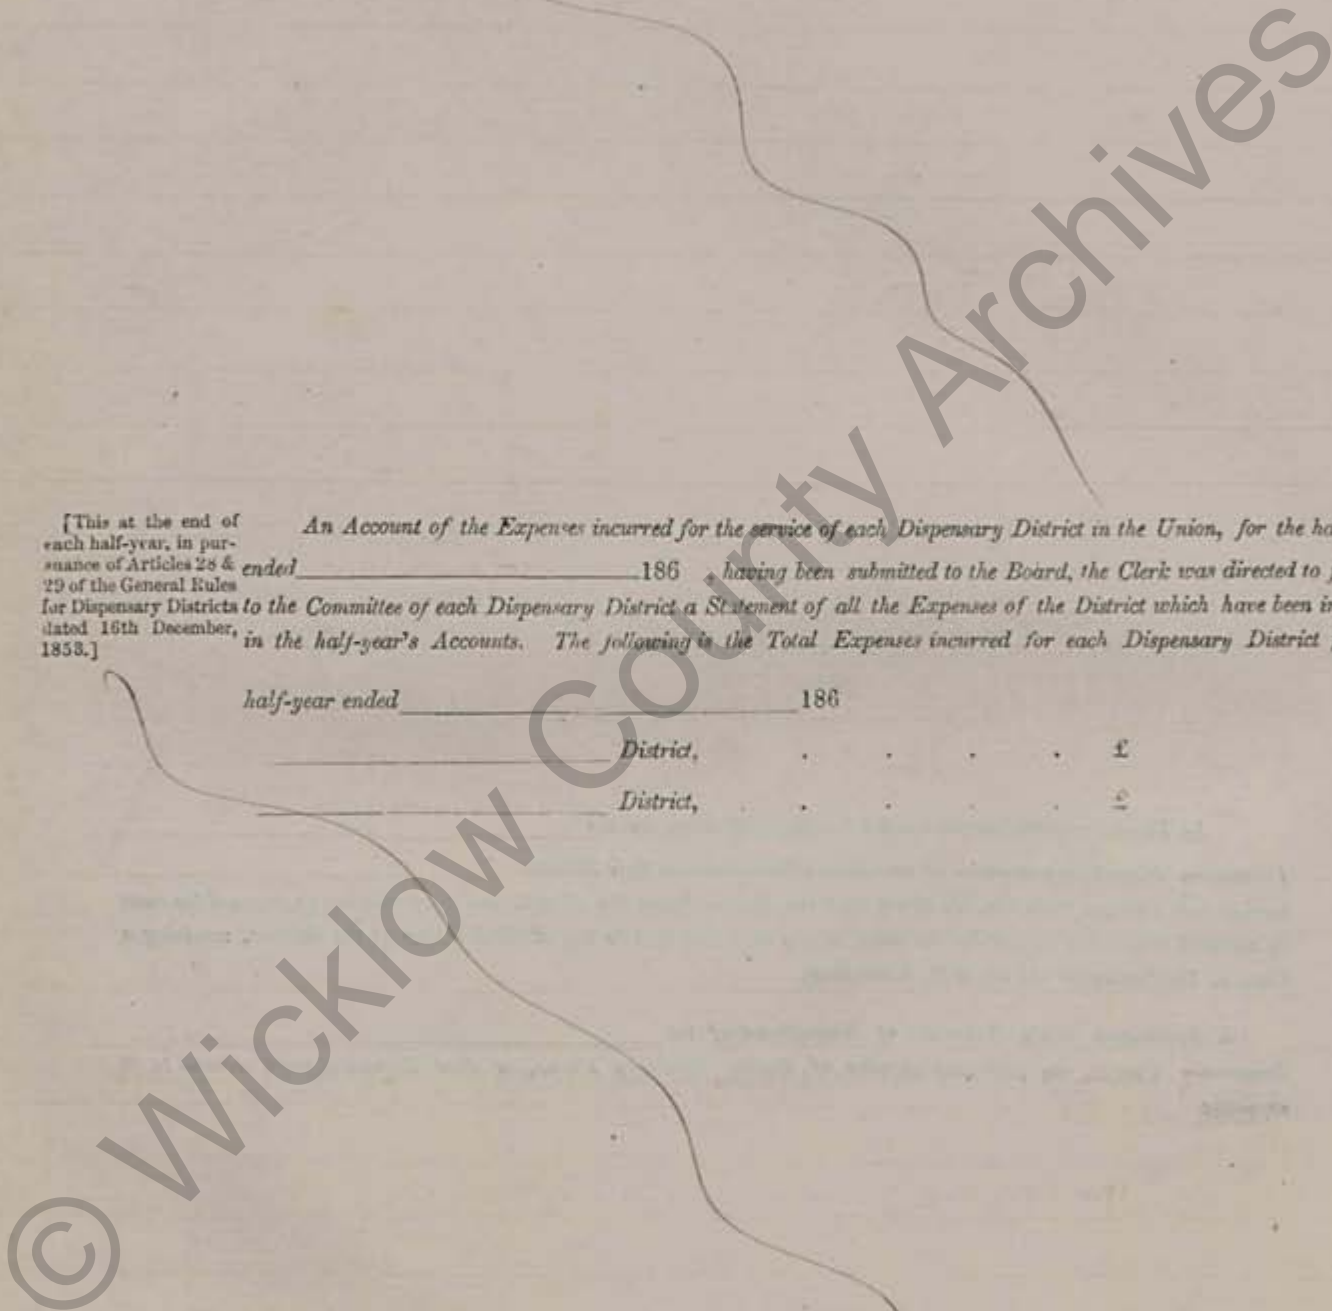 [This at the end of
each half-year, in pur-
suance of Articles 28 &
29 of the General Rules
for Dispensary Districts
dated 16th December,
1853.]
An Account of the Expenses incurred for the service of each Dispensary District in the Union, for the ha
ended 186 having been submitted to the Board, the Clerk was directed to
to the Committee of each Dispensary District a Statement of all the Expenses of the District which have been in
in the half-year's Accounts. The following is the Total Expenses incurred for each Dispensary District
half-year ended 186
District, . . . . £
District, . . . . £
© Wicklow County Archives